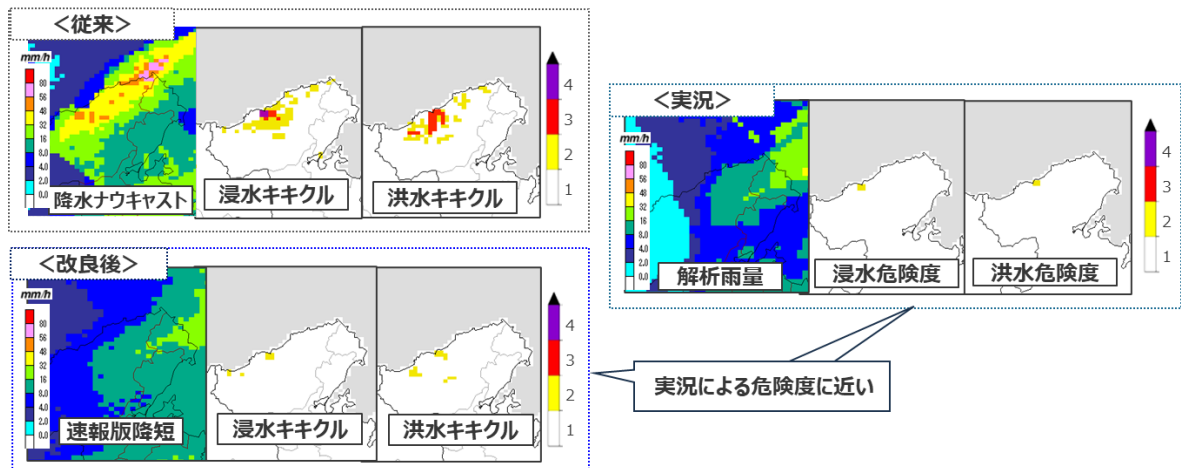 <従来>
mm/h
80
56
48
32
16
8.0
4.0
2.0
0.0
降水ナウキャスト
浸水キキクル
洪水キキクル
4
3
2
1
<改良後>
mm/h
80
56
48
32
16
8.0
4.0
2.0
0.0
速報版降短
浸水キキクル
洪水キキクル
4
3
2
1
<実況>
mm/h
80
56
48
32
16
8.0
4.0
2.0
0.0
解析雨量
浸水危険度
洪水危険度
4
3
2
1
実況による危険度に近い